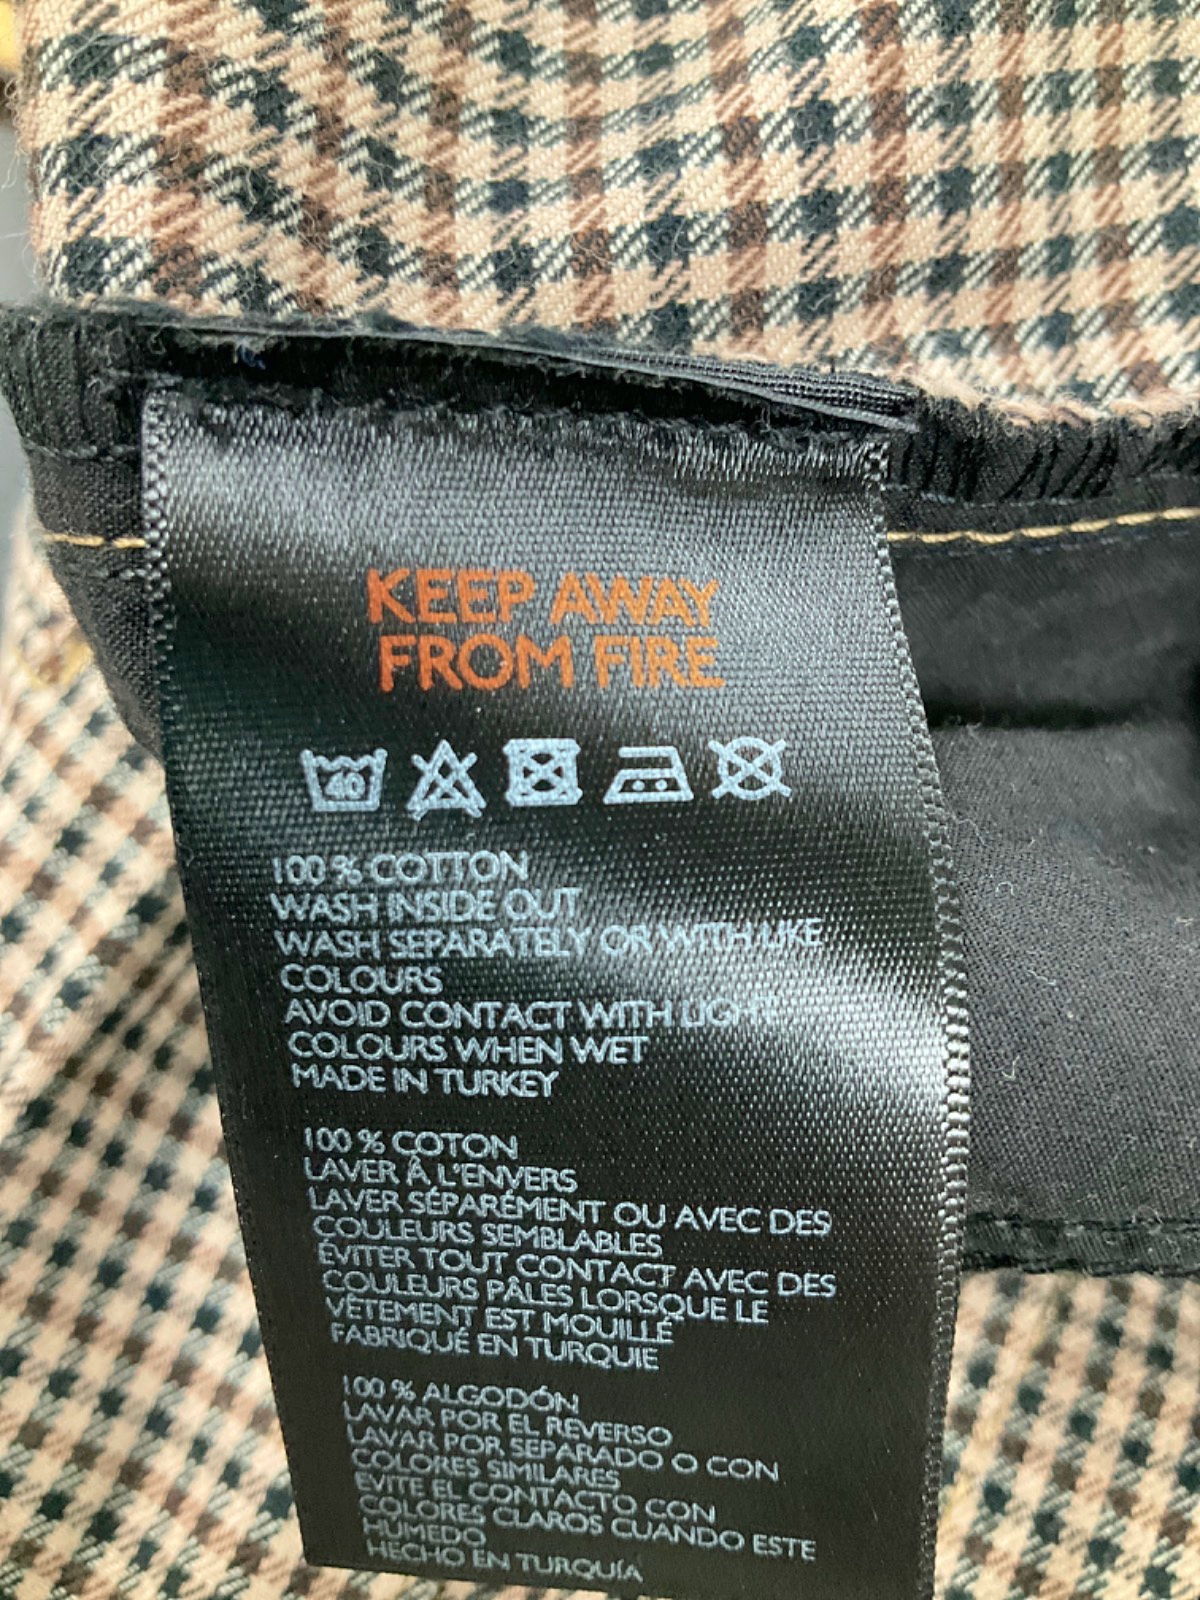 KEEP AWAY
FROM FIRE
40
100 % COTTON
WASH INSIDE OUT
WASH SEPARATELY OR WITH LIKE
COLOURS
AVOID CONTACT WITH LIGHT
COLOURS WHEN WET
MADE IN TURKEY
100 % COTON
LAVER À L'ENVERS
LAVER SÉPARÉMENT OU AVEC DES
COULEURS SEMBLABLES
ÉVITER TOUT CONTACT AVEC DES
COULEURS PÂLES LORSQUE LE
VÊTEMENT EST MOUILLÉ
FABRIQUÉ EN TURQUIE
100 % ALGODÓN
LAVAR POR EL REVERSO
LAVAR POR SEPARADO O CON
COLORES SIMILARES
EVITE EL CONTACTO CON
COLORES CLAROS CUANDO ESTE
HÚMEDO
HECHO EN TURQUÍA